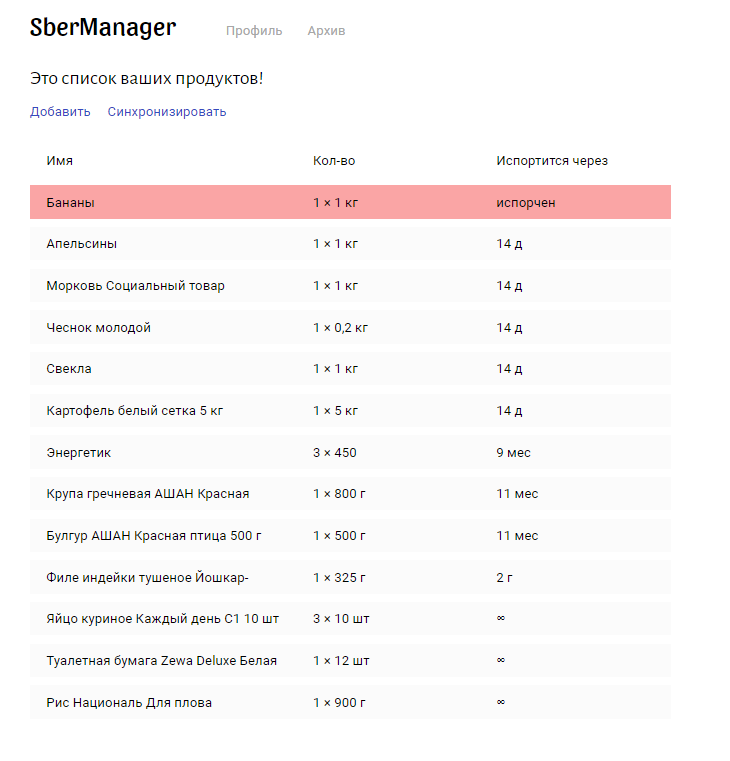 SberManager Профиль Архив
Это список ваших продуктов!
Добавить Синхронизировать
Имя Кол-во Испортится через
Бананы 1 × 1 кг испорчен
Апельсины 1 × 1 кг 14 д
Морковь Социальный товар 1 × 1 кг 14 д
Чеснок молодой 1 × 0,2 кг 14 д
Свекла 1 × 1 кг 14 д
Картофель белый сетка 5 кг 1 × 5 кг 14 д
Энергетик 3 × 450 9 мес
Крупа гречневая АШАН Красная 1 × 800 г 11 мес
Булгур АШАН Красная птица 500 г 1 × 500 г 11 мес
Филе индейки тушеное Йошкар- 1 × 325 г 2 г
Яйцо куриное Каждый день С1 10 шт 3 × 10 шт ∞
Туалетная бумага Zewa Deluxe Белая 1 × 12 шт ∞
Рис Националь Для плова 1 × 900 г ∞